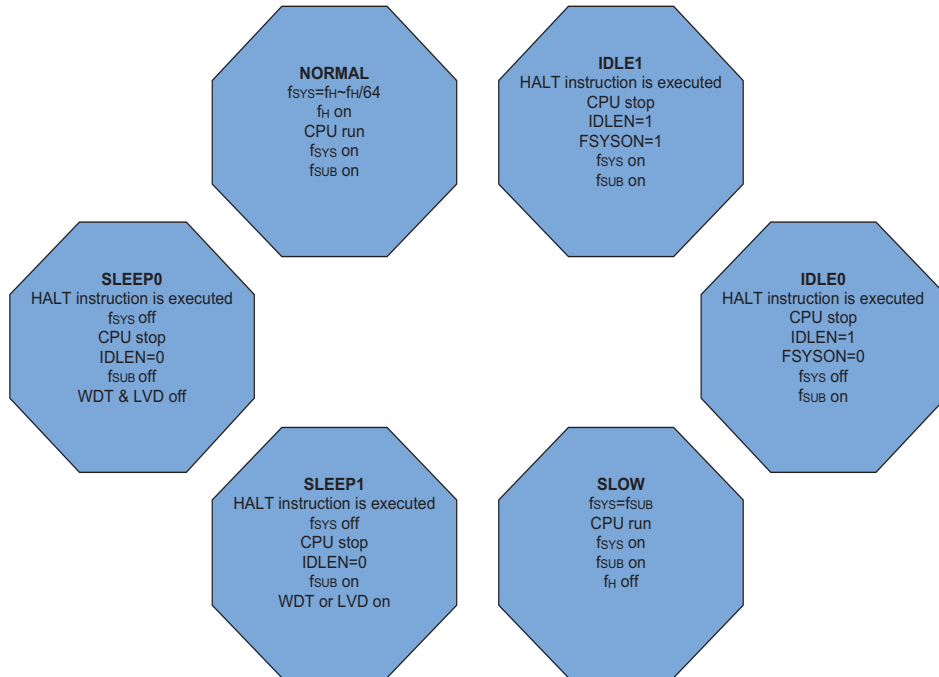 NORMAL
fSYS=fH~fH/64
fH on
CPU run
fSYS on
fSUB on
IDLE1
HALT instruction is executed
CPU stop
IDLEN=1
FSYSON=1
fSYS on
fSUB on
SLEEP0
HALT instruction is executed
fSYS off
CPU stop
IDLEN=0
fSUB off
WDT & LVD off
IDLE0
HALT instruction is executed
CPU stop
IDLEN=1
FSYSON=0
fSYS off
fSUB on
SLEEP1
HALT instruction is executed
fSYS off
CPU stop
IDLEN=0
fSUB on
WDT or LVD on
SLOW
fSYS=fSUB
CPU run
fSYS on
fSUB on
fH off